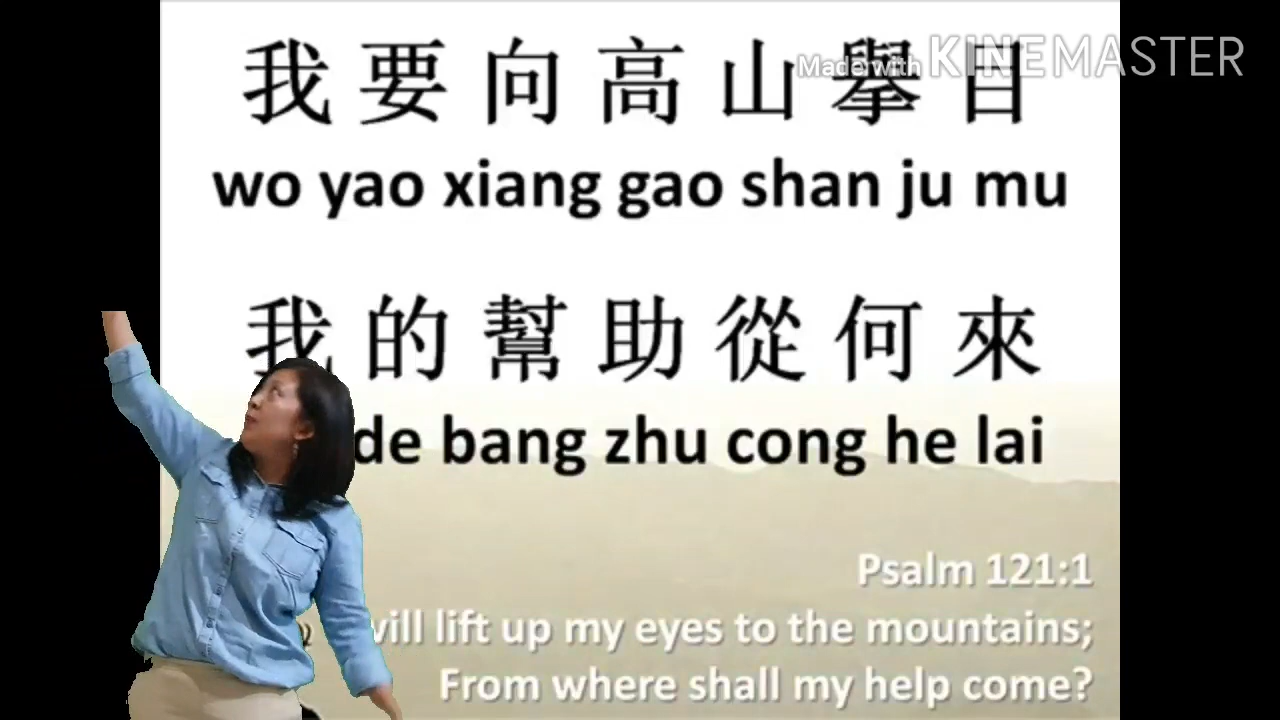 我要向高山舉目
Made with KINEMASTER
wo yao xiang gao shan ju mu
我的幫助從何來
de bang zhu cong he lai
Psalm 121:1
will lift up my eyes to the mountains;
From where shall my help come?